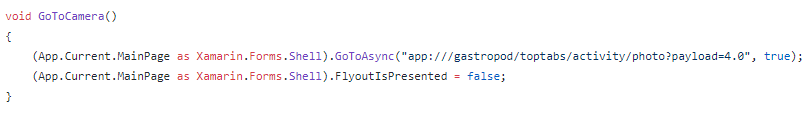 void GoToCamera()
{
    (App.Current.MainPage as Xamarin.Forms.Shell).GoToAsync("app:///gastropod/toptabs/activity/photo?payload=4.0", true);
    (App.Current.MainPage as Xamarin.Forms.Shell).FlyoutIsPresented = false;
}